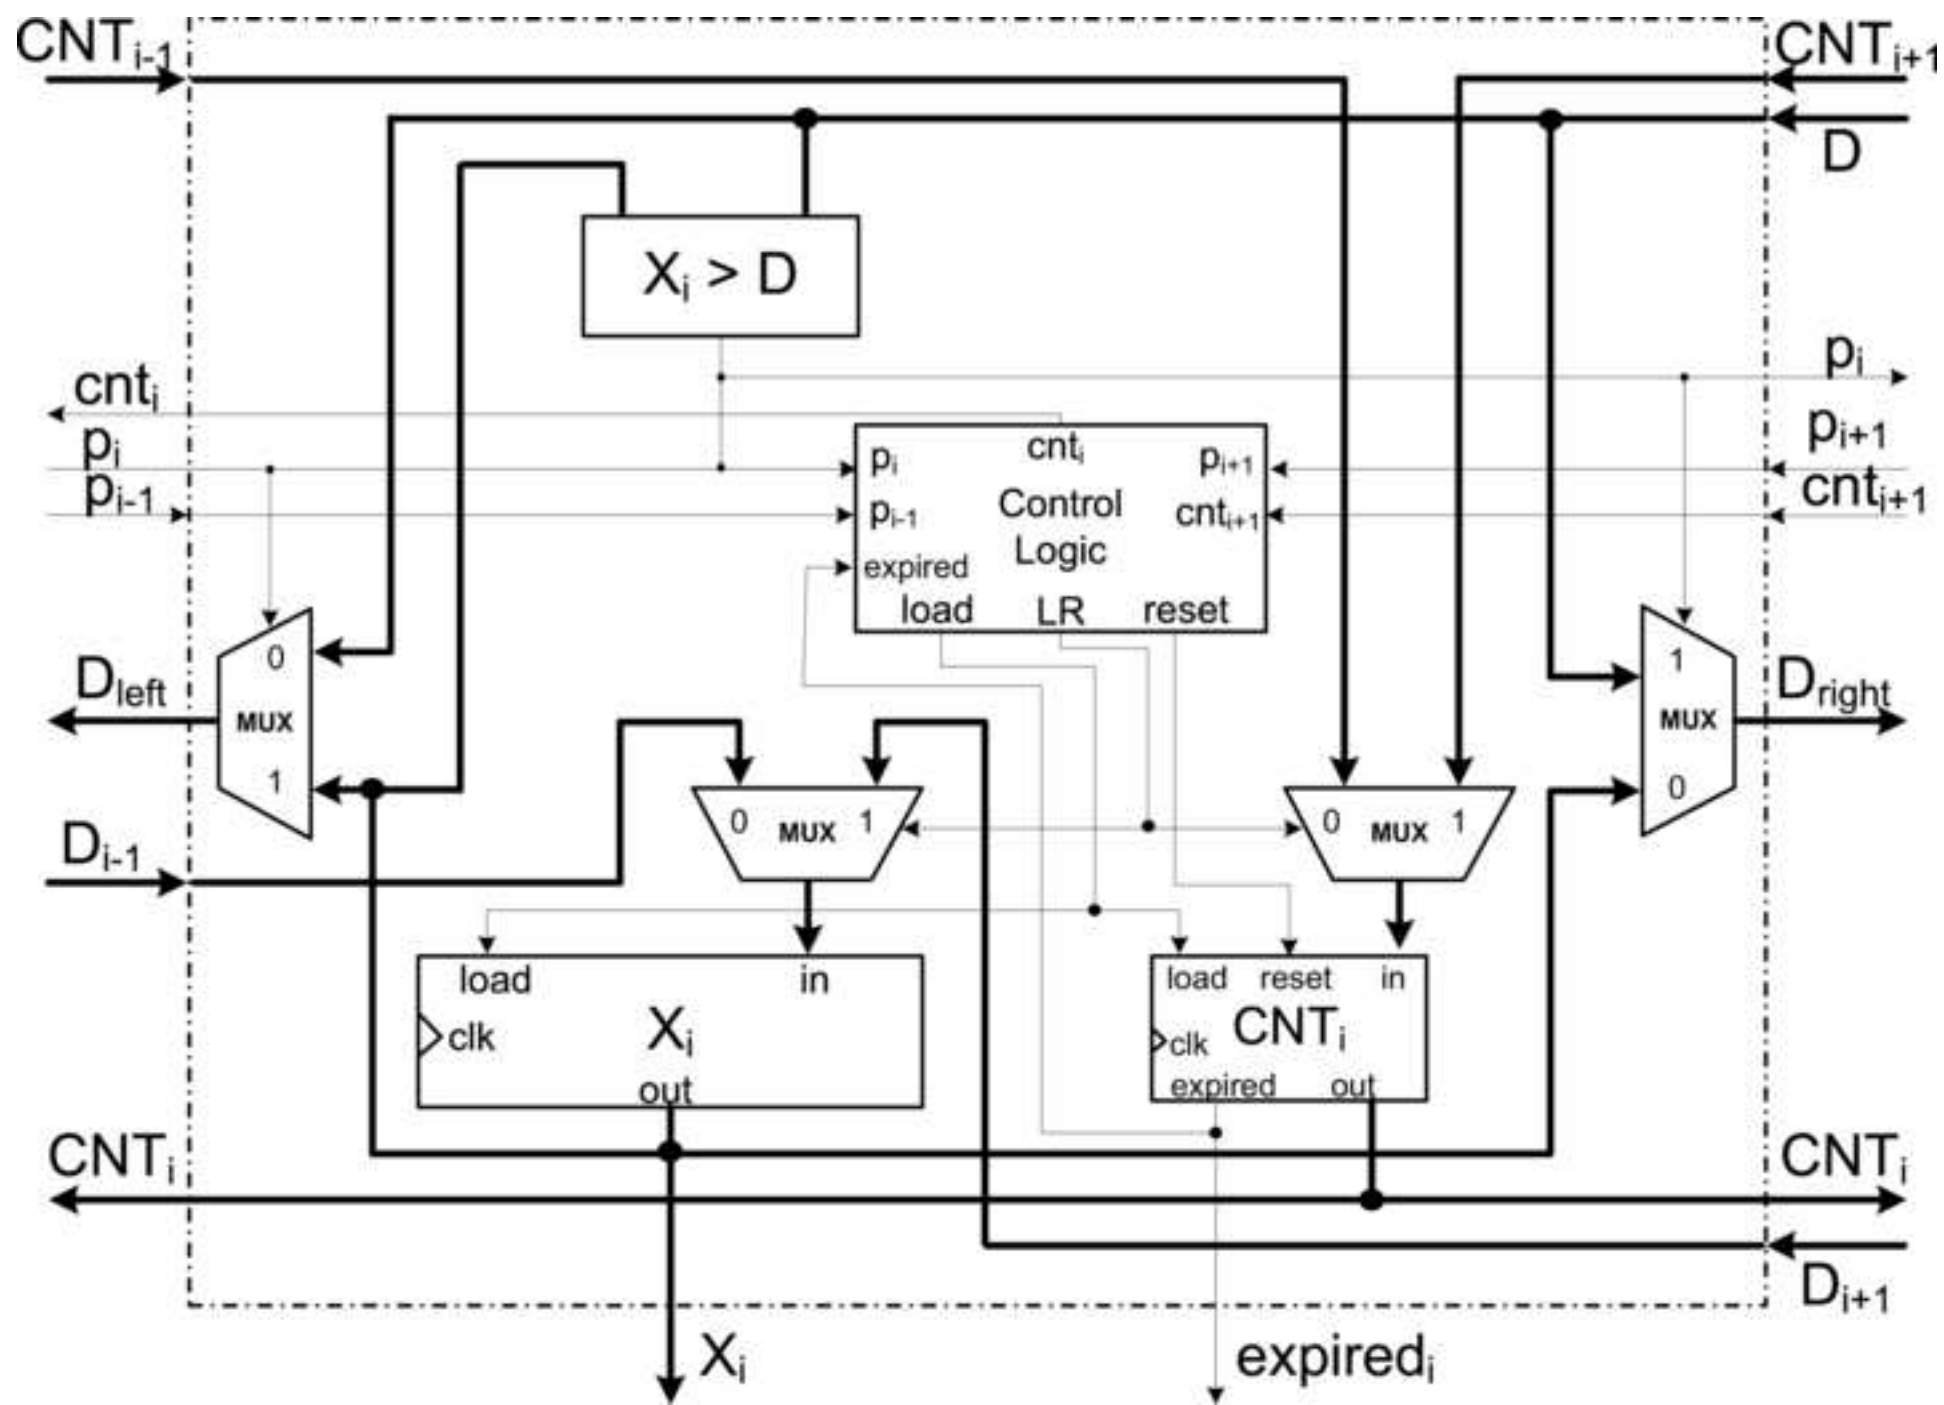 CNTi-1
CNTi+1
D
Xi > D
pi
cnti
pi
pi+1
pi-1
cnti+1
cnti
pi
pi+1
Control
pi-1
cnti+1
Logic
expired
load
LR
reset
0
1
Dleft
MUX
MUX
Dright
1
0
0
MUX
1
0
MUX
1
Di-1
load
in
load
reset
in
Xi
CNTi
clk
clk
out
expired
out
CNTi
CNTi
Di+1
Xi
expiredi